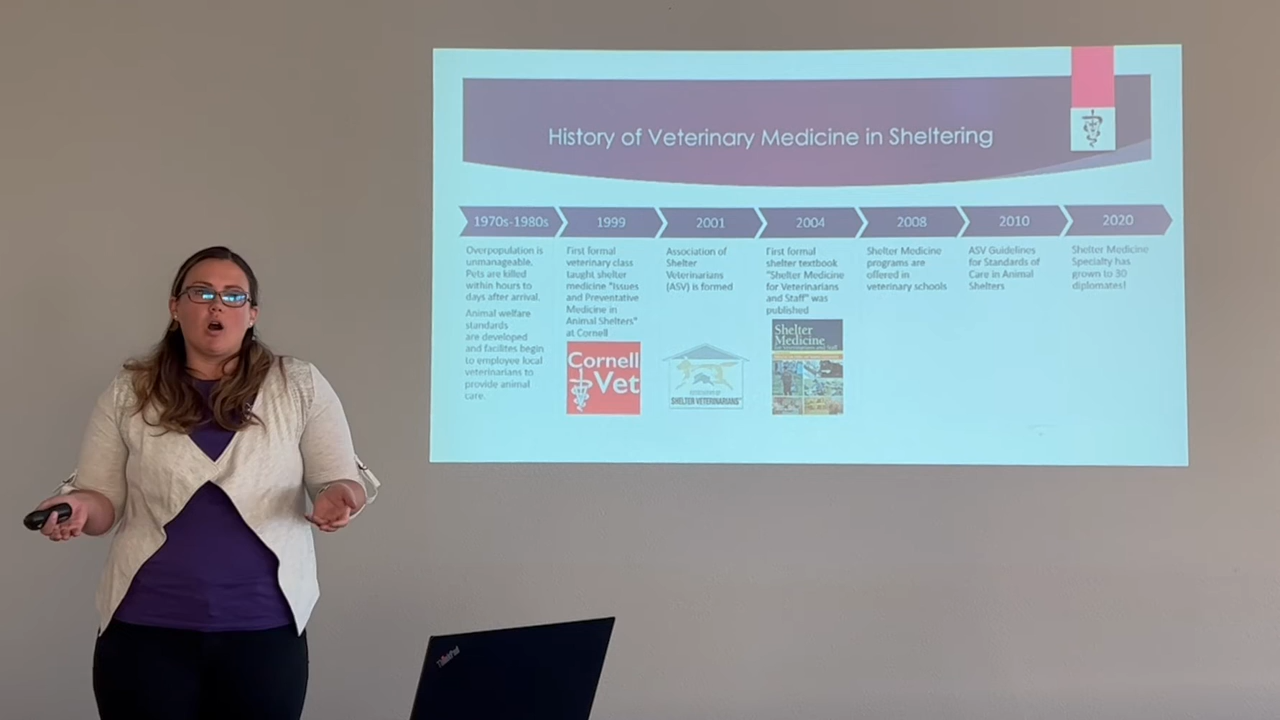 History of Veterinary Medicine in Sheltering
1970s-1980s
Overpopulation is
unmanageable.
Pets are killed
within hours to
days after arrival.
Animal welfare
standards
are developed
and facilites begin
to employee local
veterinarians to
provide animal
care.
1999
First formal
veterinary class
taught shelter
medicine "Issues
and Preventative
Medicine in
Animal Shelters"
at Cornell
Cornell
Vet
2001
Association of
Shelter
Veterinarians
(ASV) is formed
SHELTER VETERINARIANS
2004
First formal
shelter textbook
"Shelter Medicine
for Veterinarians
and Staff" was
published
Shelter
Medicine
2008
Shelter Medicine
programs are
offered in
veterinary schools
2010
ASV Guidelines
for Standards of
Care in Animal
Shelters
2020
Shelter Medicine
Specialty has
grown to 30
diplomates!
ThinkPad